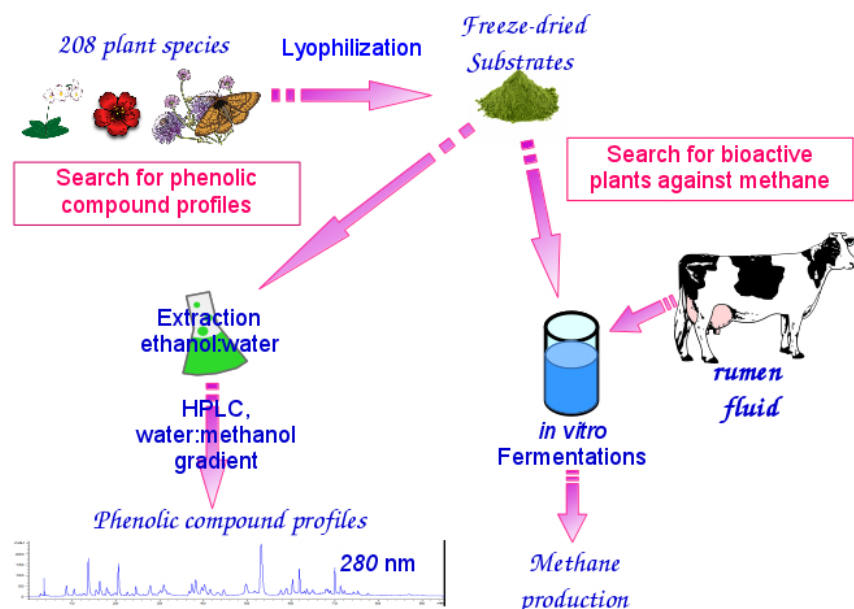 208 plant species
Lyophilization
Freeze-dried
Substrates
Search for phenolic
compound profiles
Search for bioactive
plants against methane
Extraction
ethanol:water
rumen
fluid
HPLC,
water:methanol
gradient
in vitro
Fermentations
Phenolic compound profiles
280 nm
Methane
production